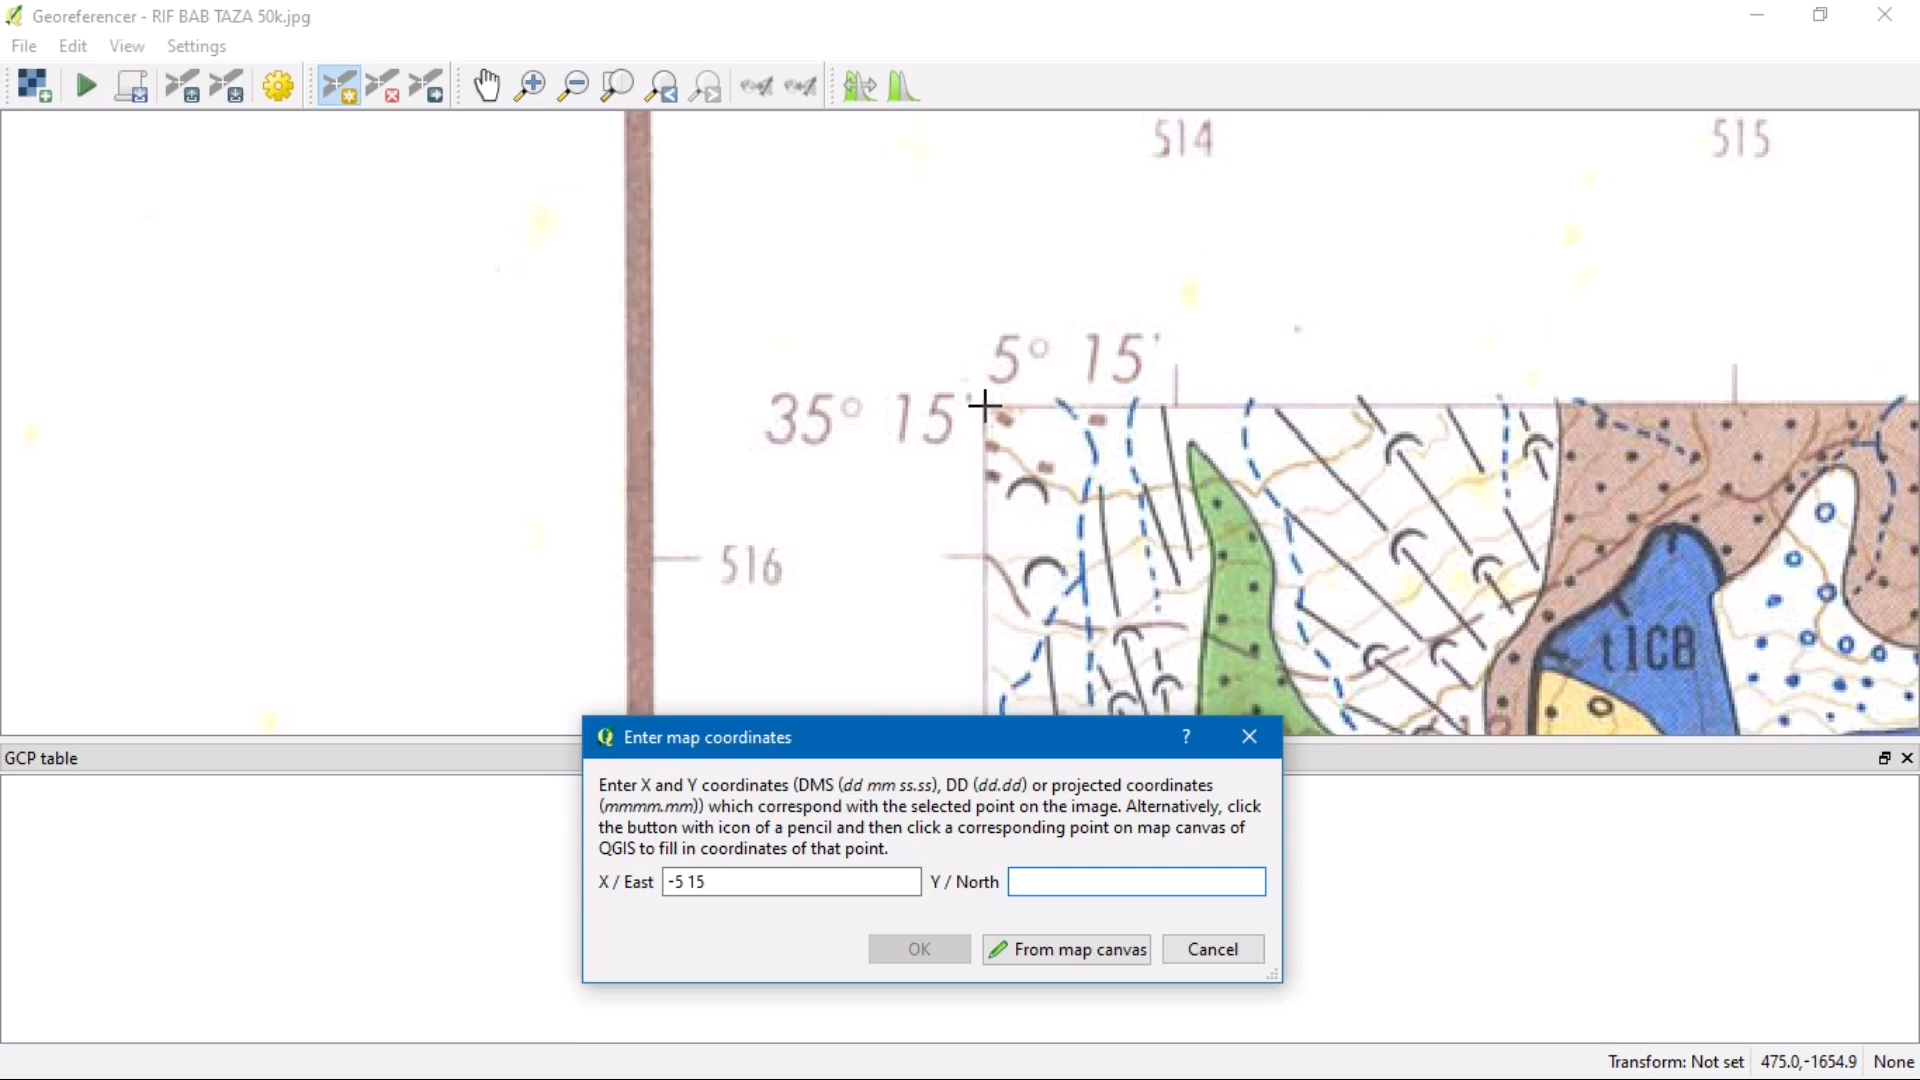 Georeferencer - RIF BAB TAZA 50k.jpg
File Edit View Settings
514 515
5° 15'
35° 15'
516
t1CB
GCP table
Enter map coordinates
Enter X and Y coordinates (DMS (dd mm ss.ss), DD (dd.dd) or projected coordinates
(mmmm.mm)) which correspond with the selected point on the image. Alternatively, click
the button with icon of a pencil and then click a corresponding point on map canvas of
QGIS to fill in coordinates of that point.
X / East -5 15 Y / North
OK From map canvas Cancel
Transform: Not set 475.0,-1654.9 None